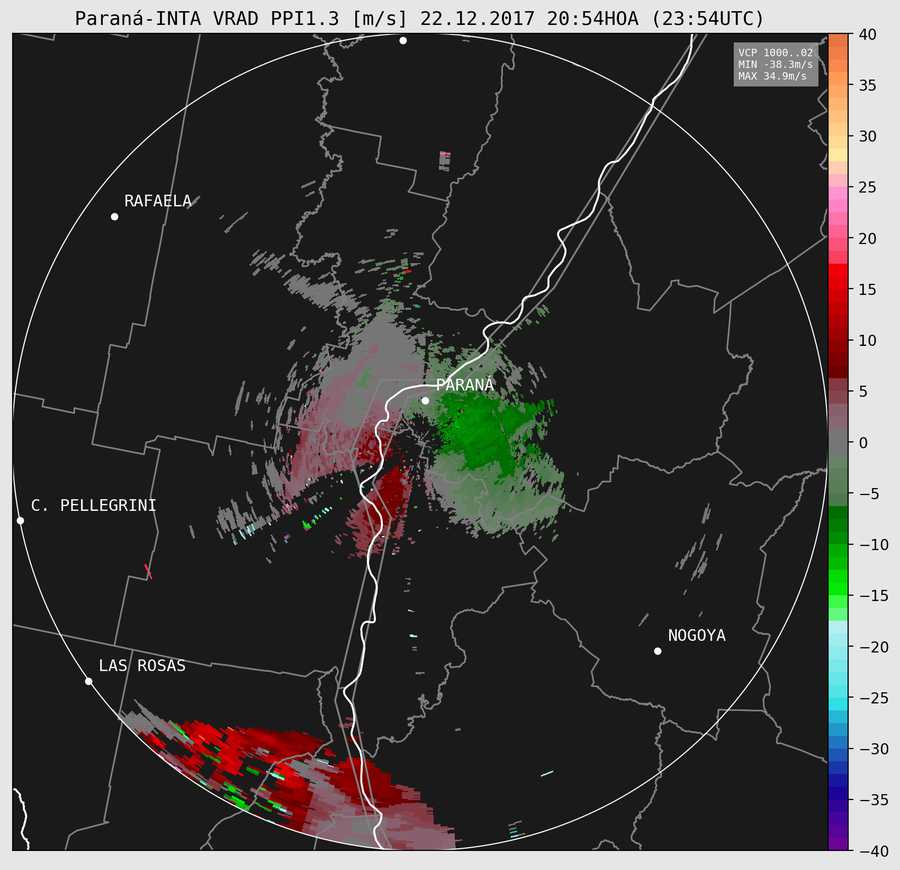 Paraná-INTA VRAD PPI1.3 [m/s] 22.12.2017 20:54HOA (23:54UTC)
VCP 1000..02
MIN -38.3m/s
MAX 34.9m/s
RAFAELA
PARANÁ
C. PELLEGRINI
NOGOYA
LAS ROSAS
40
35
30
25
20
15
10
5
0
−5
−10
−15
−20
−25
−30
−35
−40